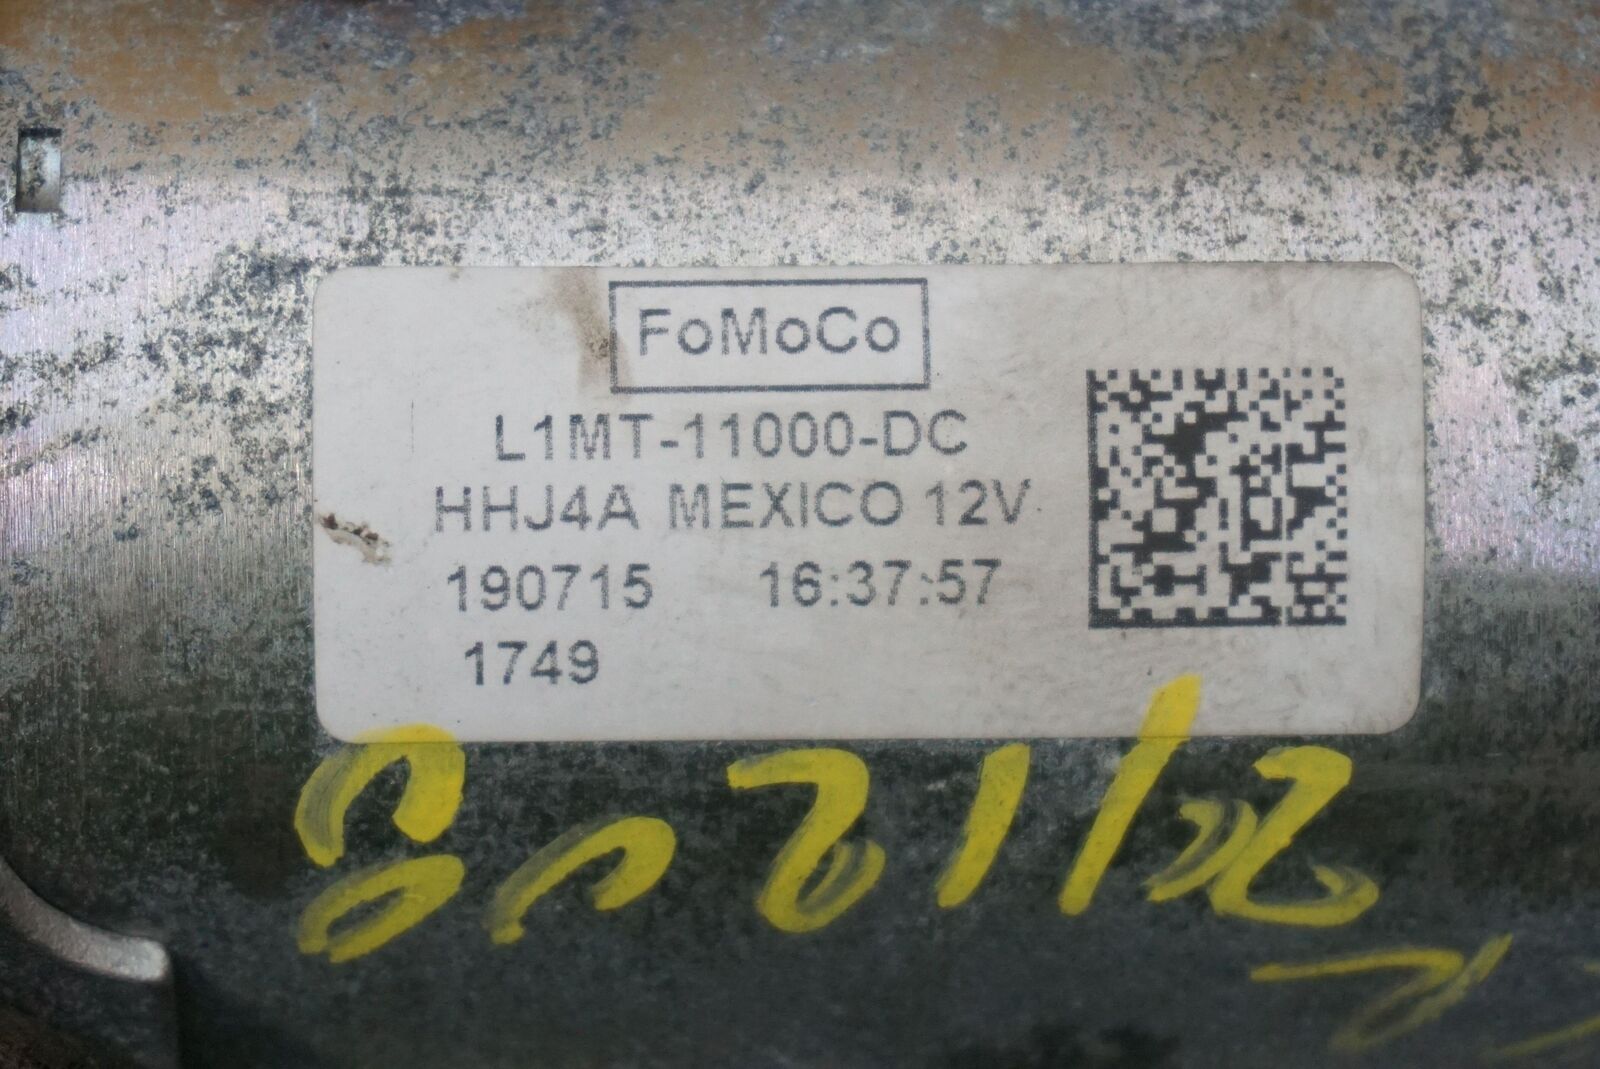 FoMoCo
L1MT-11000-DC
HHJ4A MEXICO 12V
190715 16:37:57
1749